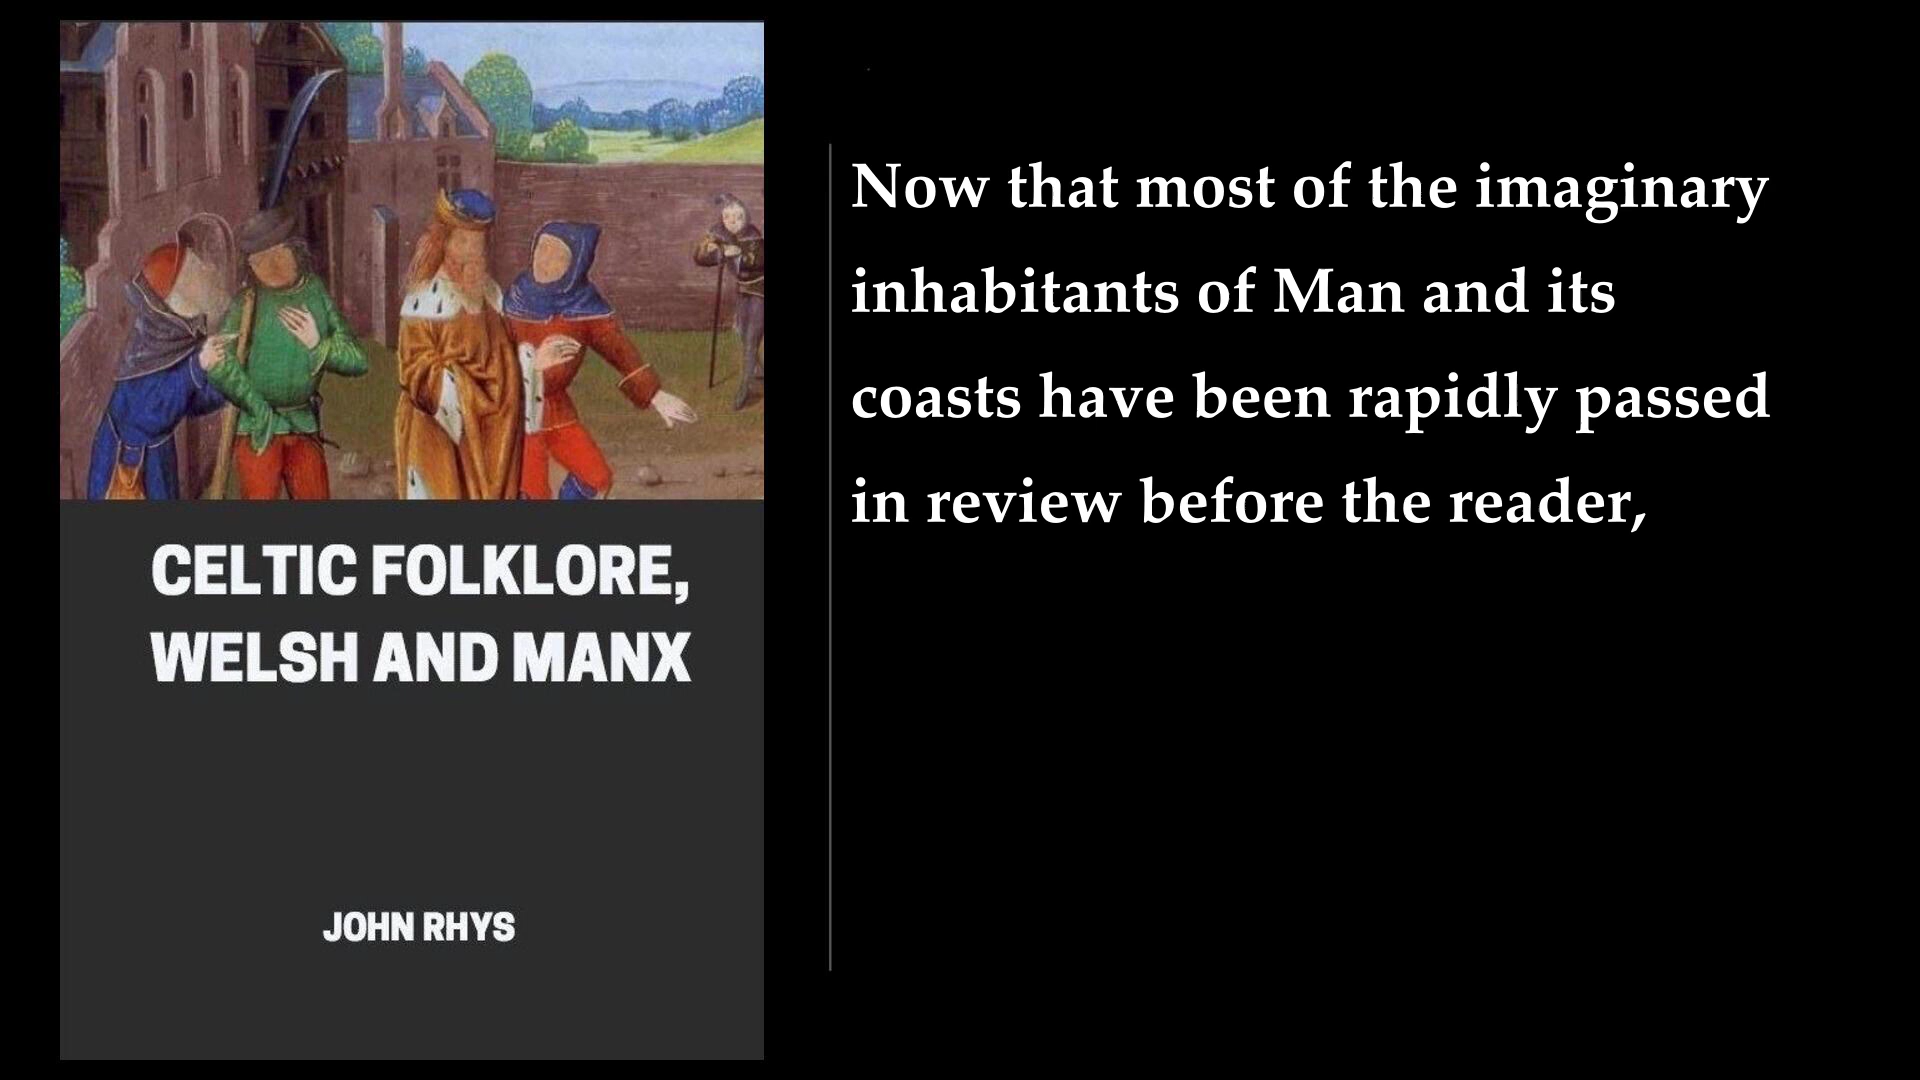 CELTIC FOLKLORE,
WELSH AND MANX
JOHN RHYS
Now that most of the imaginary
inhabitants of Man and its
coasts have been rapidly passed
in review before the reader,